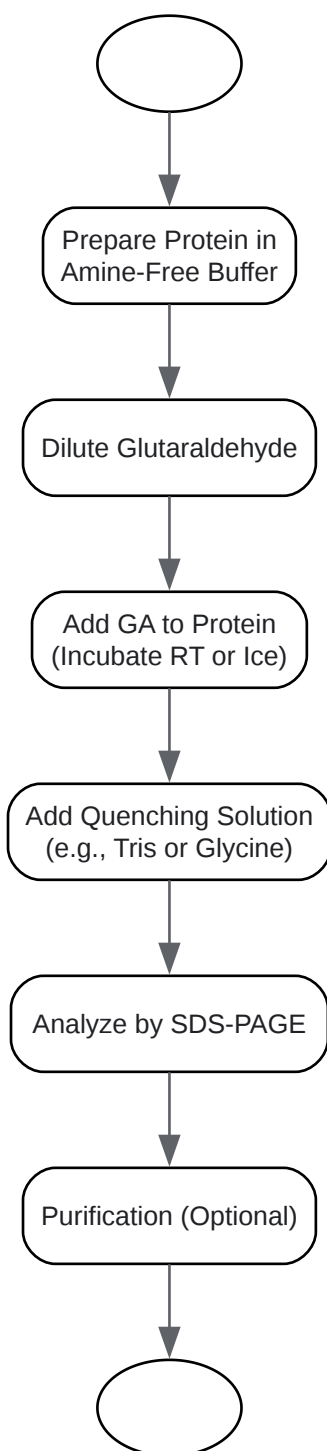 Prepare Protein in
Amine-Free Buffer
Dilute Glutaraldehyde
Add GA to Protein
(Incubate RT or Ice)
Add Quenching Solution
(e.g., Tris or Glycine)
Analyze by SDS-PAGE
Purification (Optional)